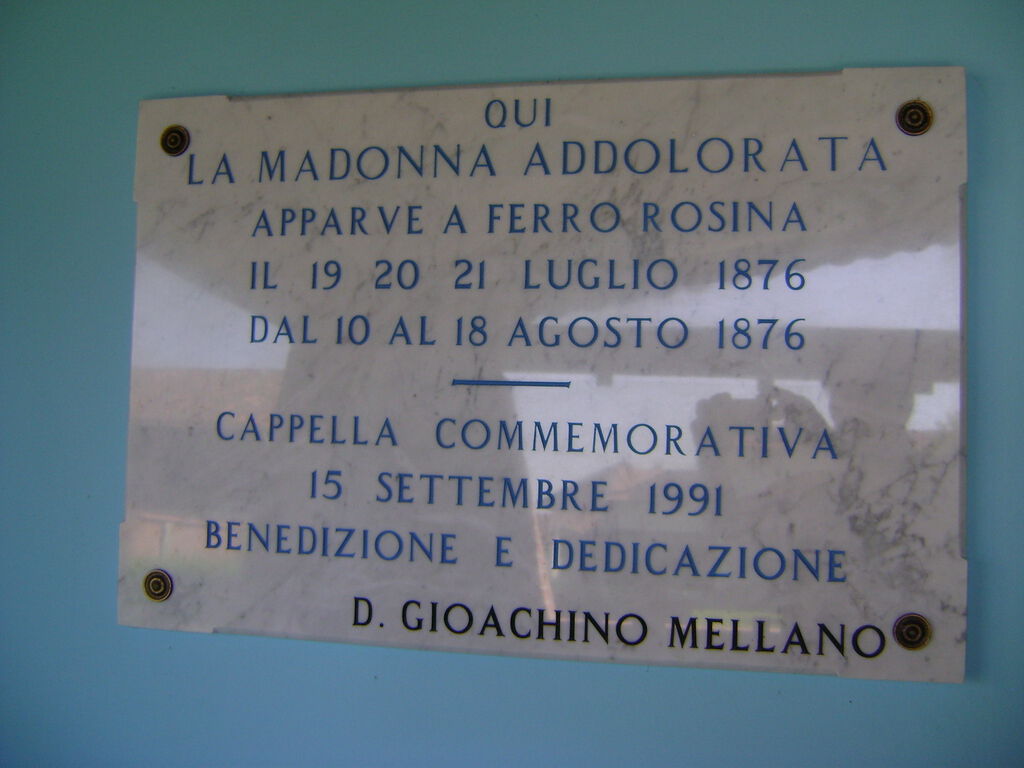 QUI
LA MADONNA ADDOLORATA
APPARVE A FERRO ROSINA
IL 19 20 21 LUGLIO 1876
DAL 10 AL 18 AGOSTO 1876
CAPPELLA COMMEMORATIVA
15 SETTEMBRE 1991
BENEDIZIONE E DEDICAZIONE
D. GIOACHINO MELLANO